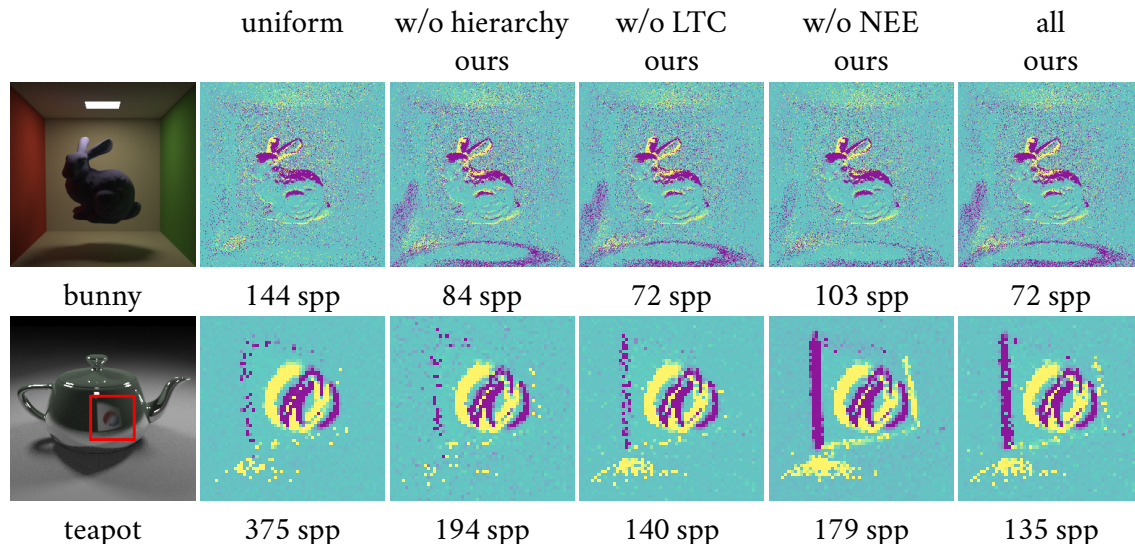 uniform w/o hierarchy w/o LTC w/o NEE all
ours ours ours ours
bunny 144 spp 84 spp 72 spp 103 spp 72 spp
teapot 375 spp 194 spp 140 spp 179 spp 135 spp